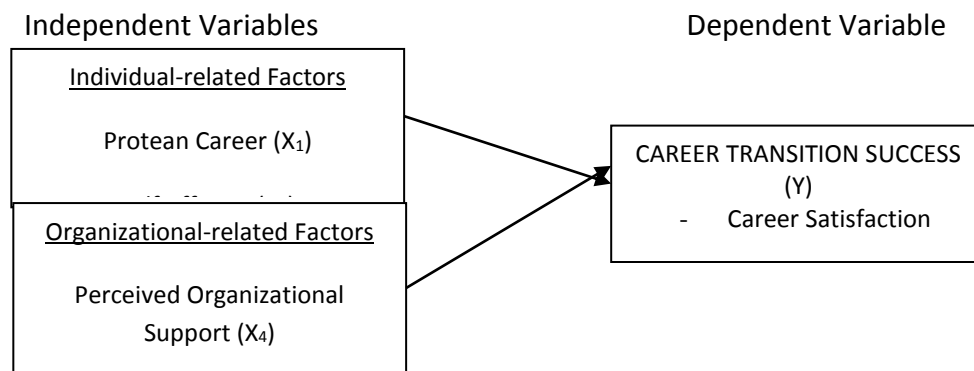 Independent Variables
Dependent Variable
Individual-related Factors
Protean Career (X₁)
Organizational-related Factors
Perceived Organizational
Support (X₄)
CAREER TRANSITION SUCCESS
(Y)
- Career Satisfaction